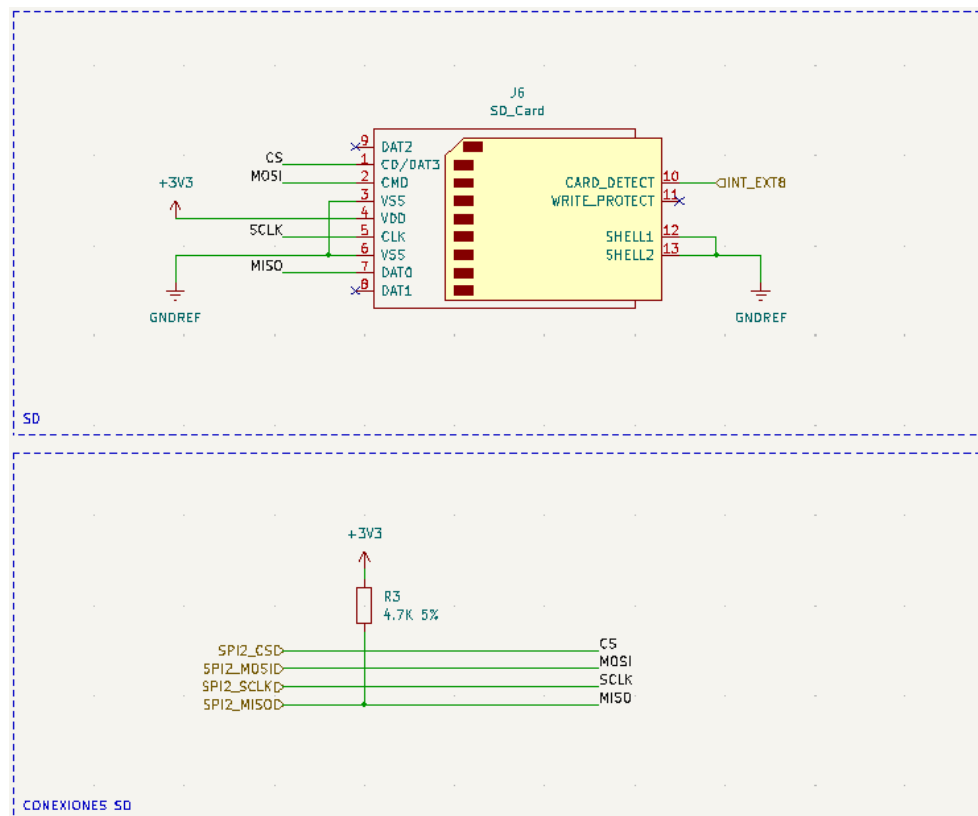 J6
SD_Card
9 DAT2
CS 1 CD/DAT3
MOSI 2 CMD
CARD_DETECT 10 INT_EXT8
+3V3
3 VSS
WRITE_PROTECT 11
4 VDD
SCLK 5 CLK
SHELL1 12
6 VSS
SHELL2 13
MISO 7 DAT0
8 DAT1
GNDREF
GNDREF
SD
+3V3
R3
4.7K 5%
SPI2_CS CS
SPI2_MOSI MOSI
SPI2_SCLK SCLK
SPI2_MISO MISO
CONEXIONES SD